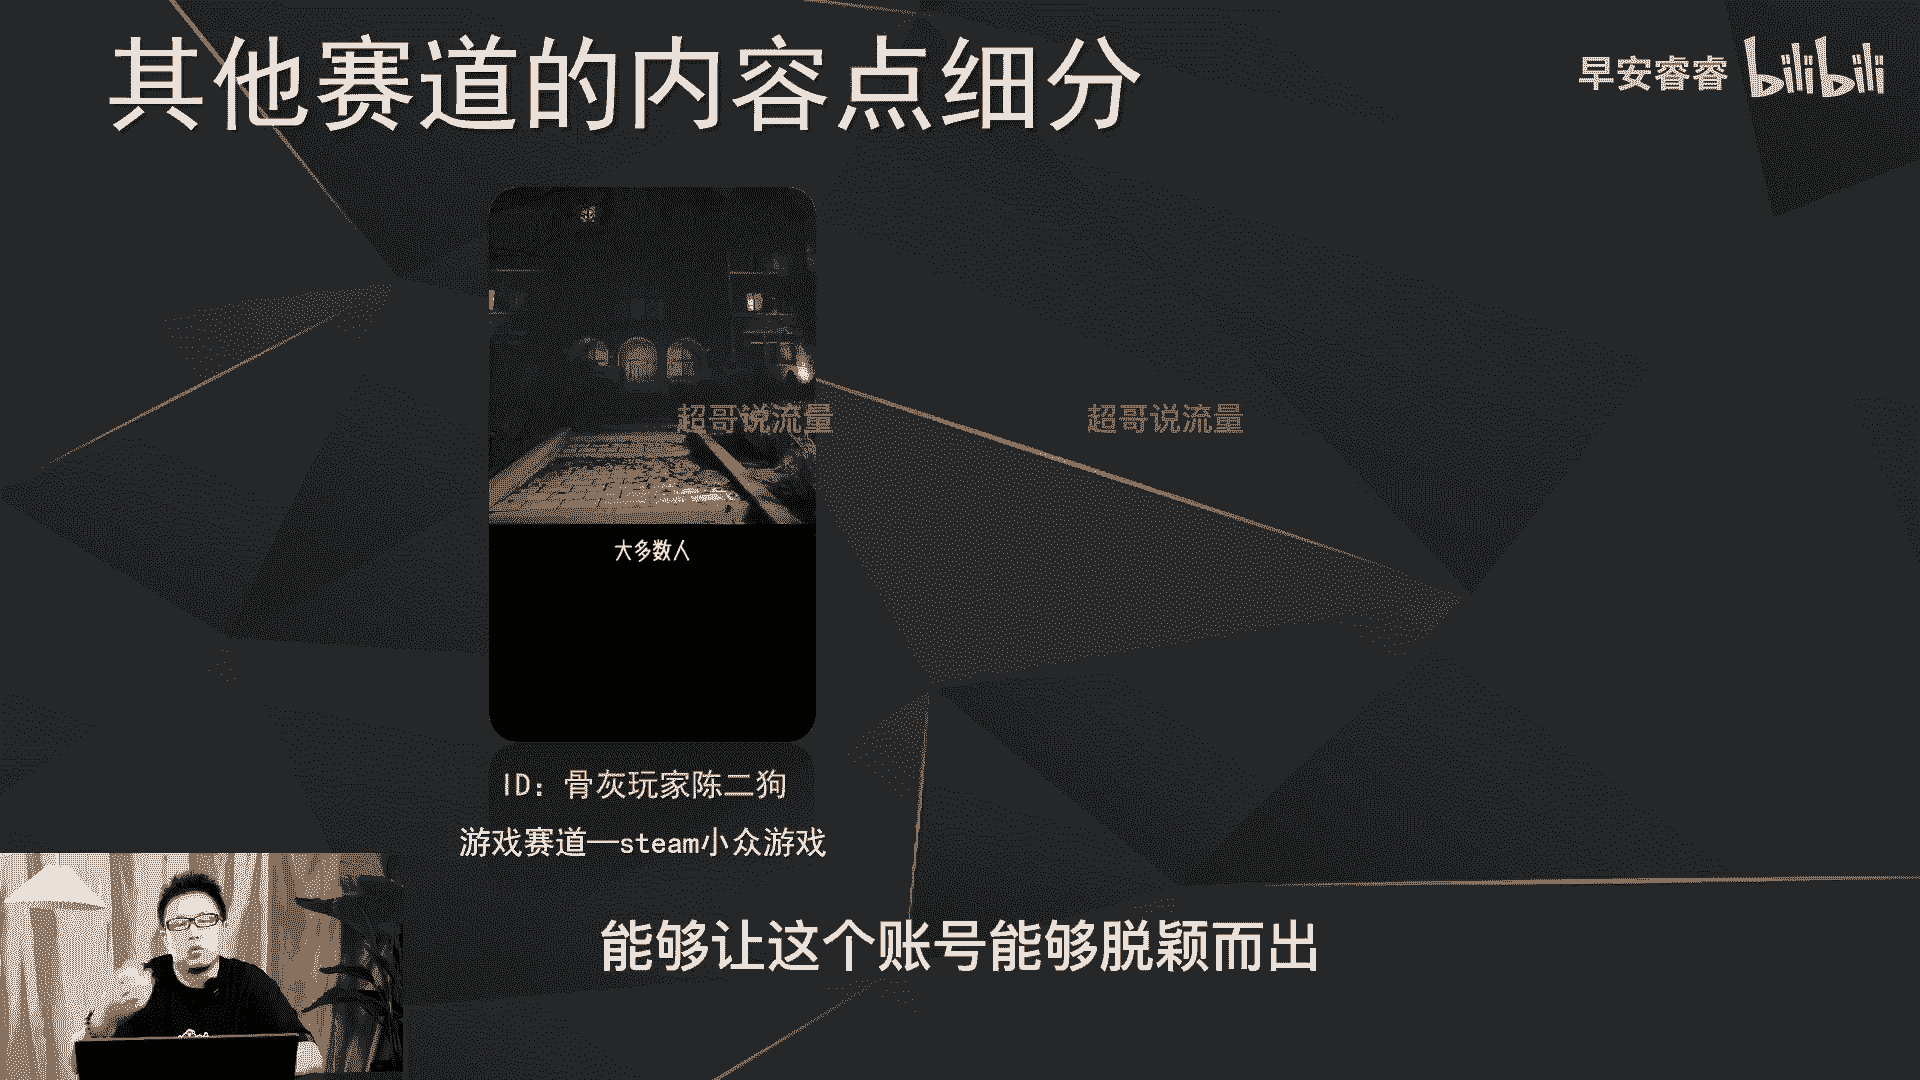 其他赛道的内容点细分
早安睿睿 bilibili
超哥说流量 超哥说流量
大多数人
ID：骨灰玩家陈二狗
游戏赛道—steam小众游戏
能够让这个账号能够脱颖而出